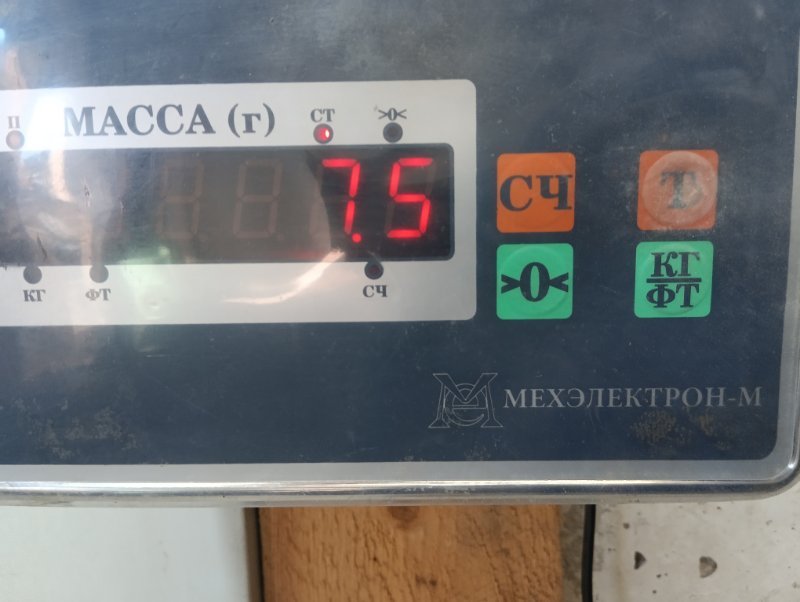 П
МАССА (г)
СТ
>0<
7.5
КГ
ФТ
СЧ
СЧ
Т
>0<
КГ
ФТ
МЕХЭЛЕКТРОН-М